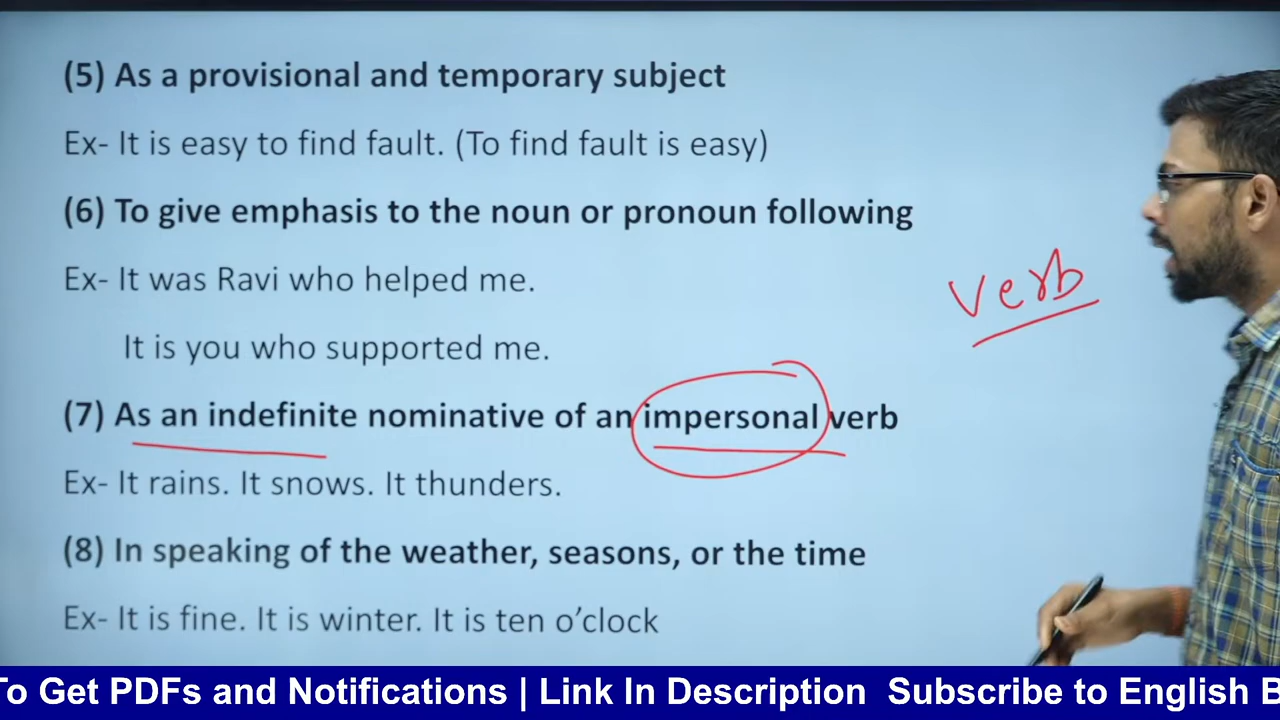 (5) As a provisional and temporary subject
Ex- It is easy to find fault. (To find fault is easy)
(6) To give emphasis to the noun or pronoun following
Ex- It was Ravi who helped me.
verb
It is you who supported me.
(7) As an indefinite nominative of an impersonal verb
Ex- It rains. It snows. It thunders.
(8) In speaking of the weather, seasons, or the time
Ex- It is fine. It is winter. It is ten o’clock
To Get PDFs and Notifications | Link In Description Subscribe to English B